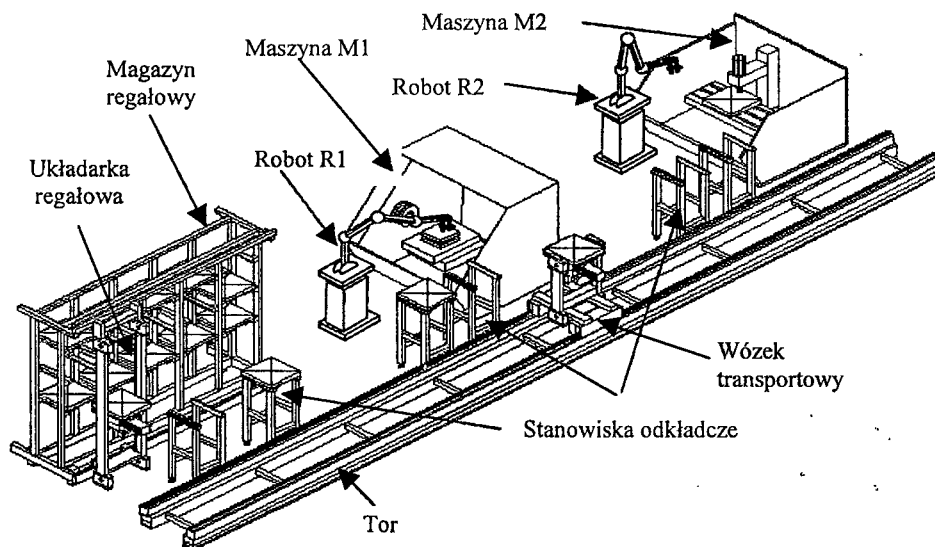 Maszyna M2
Maszyna M1
Magazyn
regałowy
Robot R2
Układarka
regałowa
Robot R1
Wózek
transportowy
Stanowiska odkładcze
Tor